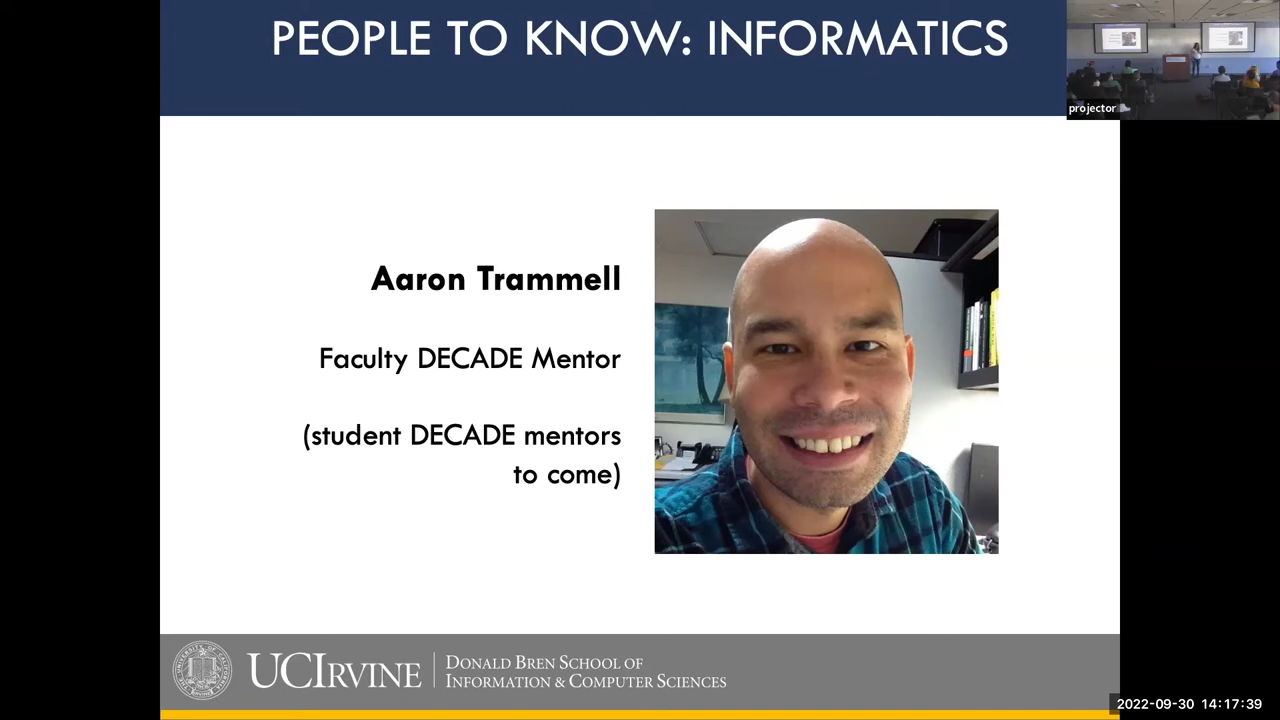 PEOPLE TO KNOW: INFORMATICS
projector
Aaron Trammell
Faculty DECADE Mentor
(student DECADE mentors
to come)
UCIRVINE
DONALD BREN SCHOOL OF
INFORMATION & COMPUTER SCIENCES
2022-09-30 14:17:39